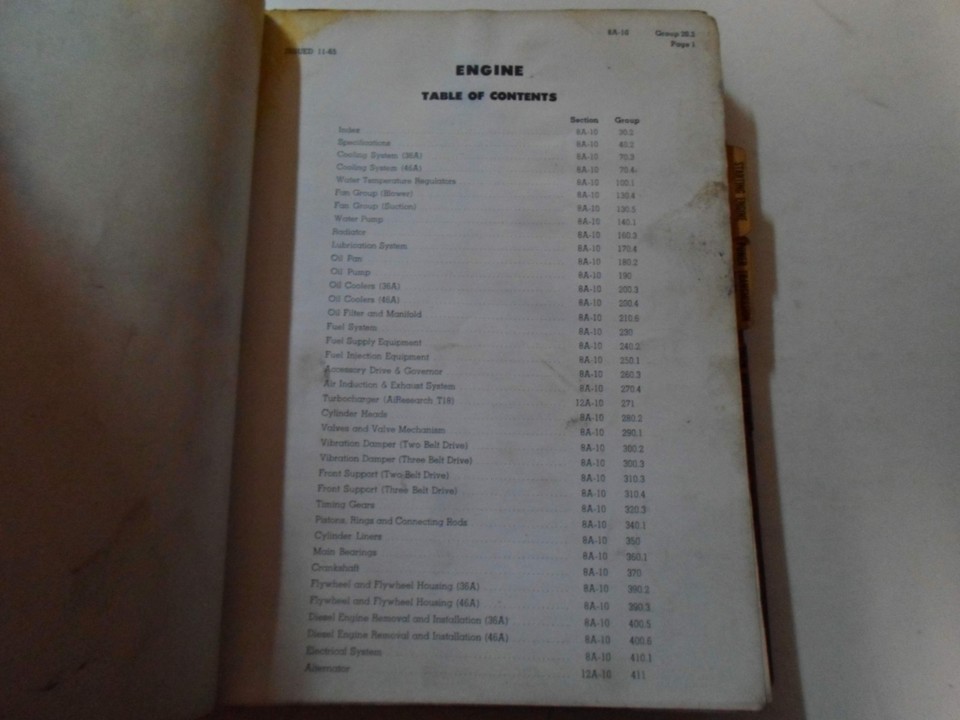 8A-10 Group 20.2
ISSUED 11-65 Page 1
ENGINE
TABLE OF CONTENTS
Section Group
Index 8A-10
Specifications 8A-10 40.2
Cooling System (36A) 8A-10 70.3
Cooling System (46A) 8A-10 70.4
Water Temperature Regulators 8A-10 100.1
Fan Group (Blower) 8A-10 130.4
Fan Group (Suction) 8A-10 130.5
Water Pump 8A-10 140.1
Radiator 8A-10 160.3
Lubrication System 8A-10 170.4
Oil Pan 8A-10 180.2
Oil Pump 8A-10 190
Oil Coolers (36A) 8A-10 200.3
Oil Coolers (46A) 8A-10 200.4
Oil Filter and Manifold 8A-10 210.6
Fuel System 8A-10 230
Fuel Supply Equipment 8A-10 240.2
Fuel Injection Equipment 8A-10 250.1
Accessory Drive & Governor 8A-10 260.3
Air Induction & Exhaust System 8A-10 270.4
Turbocharger (AiResearch T18) 12A-10 271
Cylinder Heads 8A-10 280.2
Valves and Valve Mechanism 8A-10 290.1
Vibration Damper (Two Belt Drive) 8A-10 300.2
Vibration Damper (Three Belt Drive) 8A-10 300.3
Front Support (Two Belt Drive) 8A-10 310.3
Front Support (Three Belt Drive) 8A-10 310.4
Timing Gears 8A-10 320.3
Pistons, Rings and Connecting Rods 8A-10 340.1
Cylinder Liners 8A-10 350
Main Bearings 8A-10 360.1
Crankshaft 8A-10 370
Flywheel and Flywheel Housing (36A) 8A-10 390.2
Flywheel and Flywheel Housing (46A) 8A-10 390.3
Diesel Engine Removal and Installation (36A) 8A-10 400.5
Diesel Engine Removal and Installation (46A) 8A-10 400.6
Electrical System 8A-10 410.1
Alternator 12A-10 411